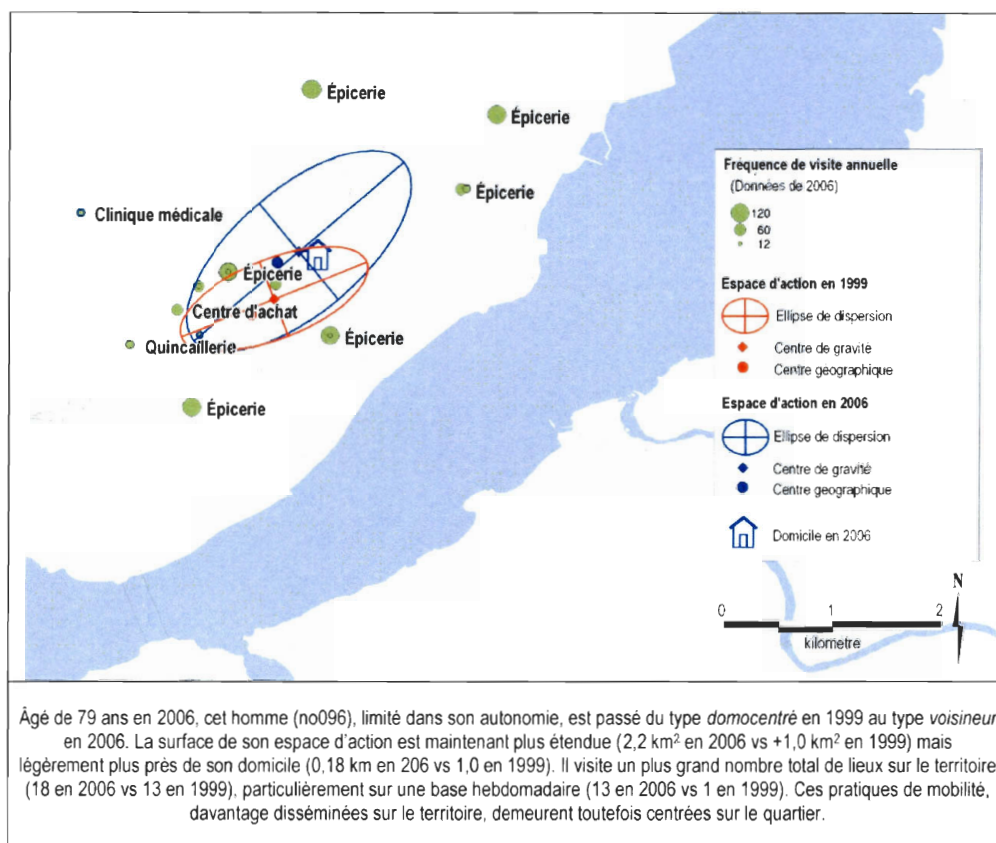 Épicerie
Épicerie
Épicerie
Clinique médicale
Épicerie
Centre d'achat
Épicerie
Quincaillerie
Épicerie
Fréquence de visite annuelle
(Données de 2006)
120
60
12
Espace d'action en 1999
Ellipse de dispersion
Centre de gravité
Centre geographique
Espace d'action en 2006
Ellipse de dispersion
Centre de gravité
Centre geographique
Domicile en 2006
N
0 1 2
kilometre
Âgé de 79 ans en 2006, cet homme (no096), limité dans son autonomie, est passé du type domocentré en 1999 au type voisineur
en 2006. La surface de son espace d'action est maintenant plus étendue (2,2 km² en 2006 vs +1,0 km² en 1999) mais
légèrement plus près de son domicile (0,18 km en 206 vs 1,0 en 1999). Il visite un plus grand nombre total de lieux sur le territoire
(18 en 2006 vs 13 en 1999), particulièrement sur une base hebdomadaire (13 en 2006 vs 1 en 1999). Ces pratiques de mobilité,
davantage disséminées sur le territoire, demeurent toutefois centrées sur le quartier.